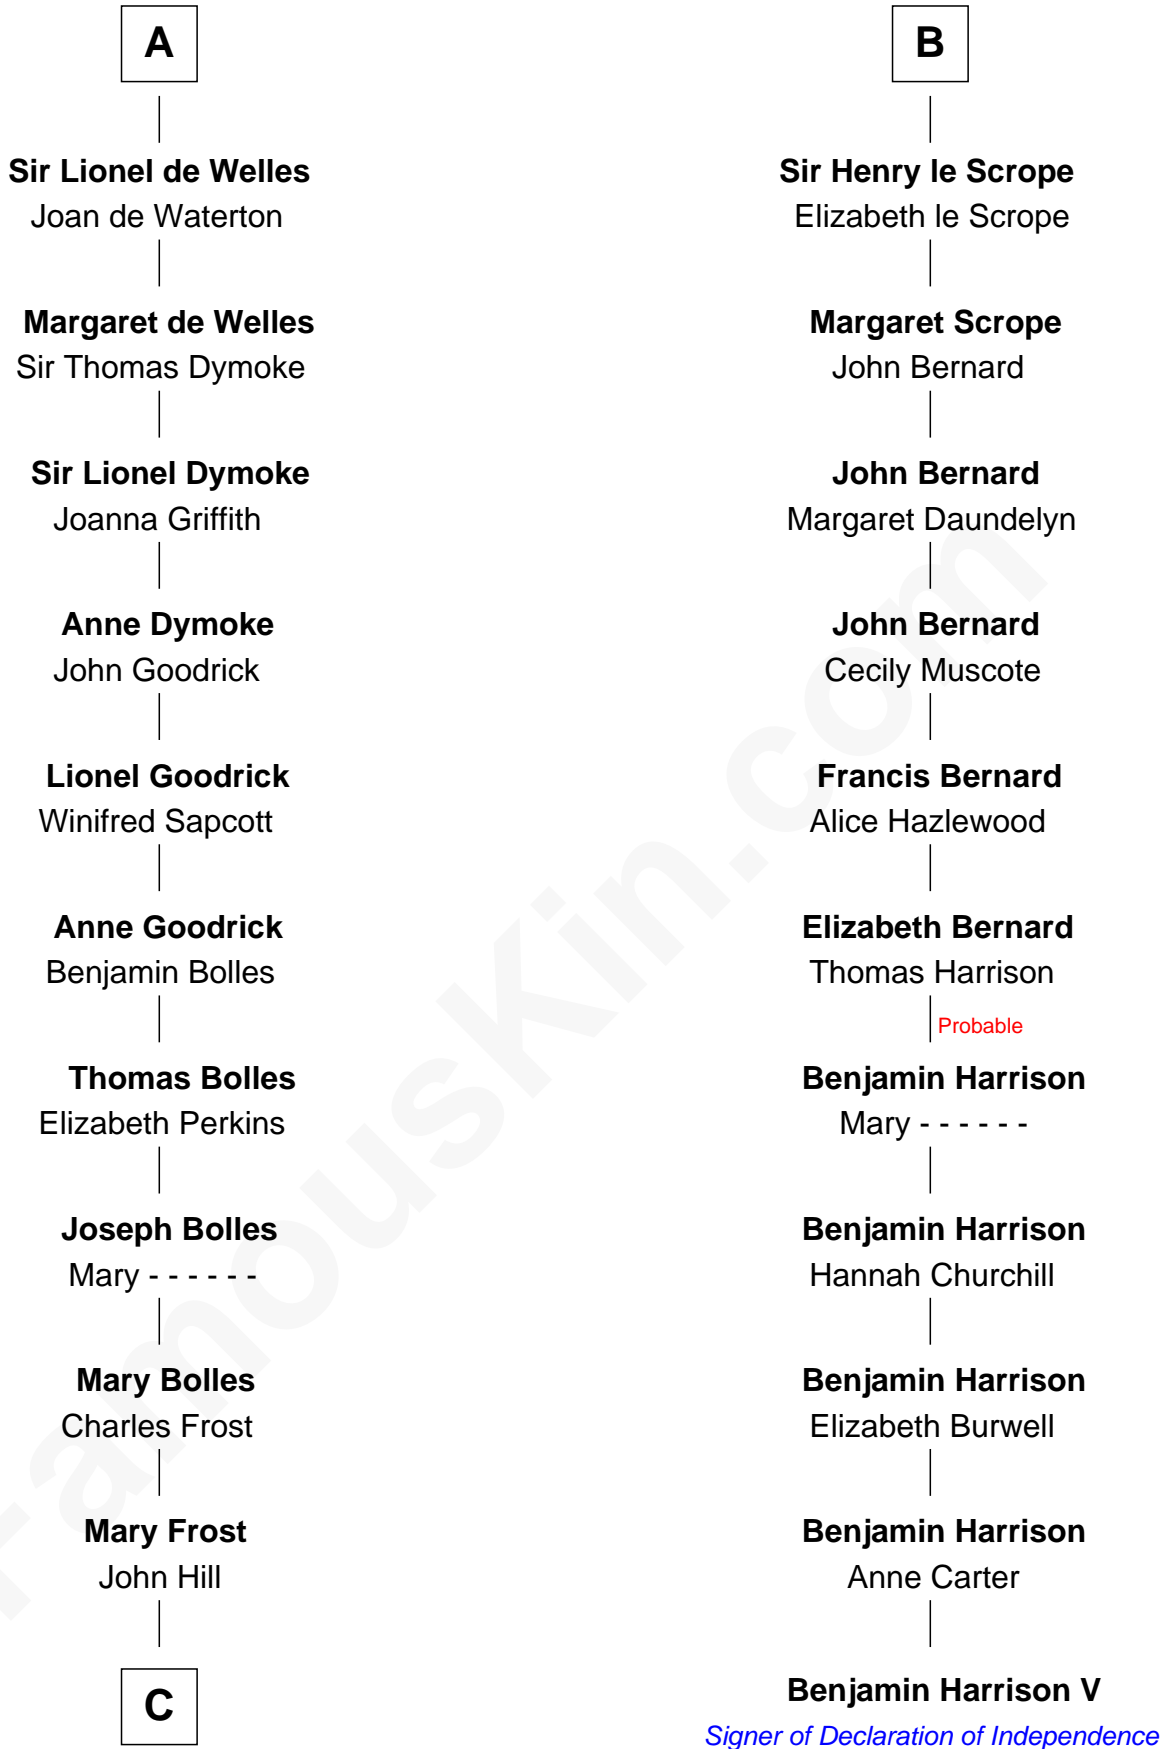 A
Sir Lionel de Welles
Joan de Waterton
Margaret de Welles
Sir Thomas Dymoke
Sir Lionel Dymoke
Joanna Griffith
Anne Dymoke
John Goodrick
Lionel Goodrick
Winifred Sapcott
Anne Goodrick
Benjamin Bolles
Thomas Bolles
Elizabeth Perkins
Joseph Bolles
Mary - - - - - -
Mary Bolles
Charles Frost
Mary Frost
John Hill
C
B
Sir Henry le Scrope
Elizabeth le Scrope
Margaret Scrope
John Bernard
John Bernard
Margaret Daundelyn
John Bernard
Cecily Muscote
Francis Bernard
Alice Hazlewood
Elizabeth Bernard
Thomas Harrison
Probable
Benjamin Harrison
Mary - - - - - -
Benjamin Harrison
Hannah Churchill
Benjamin Harrison
Elizabeth Burwell
Benjamin Harrison
Anne Carter
Benjamin Harrison V
Signer of Declaration of Independence
FamousKin.com